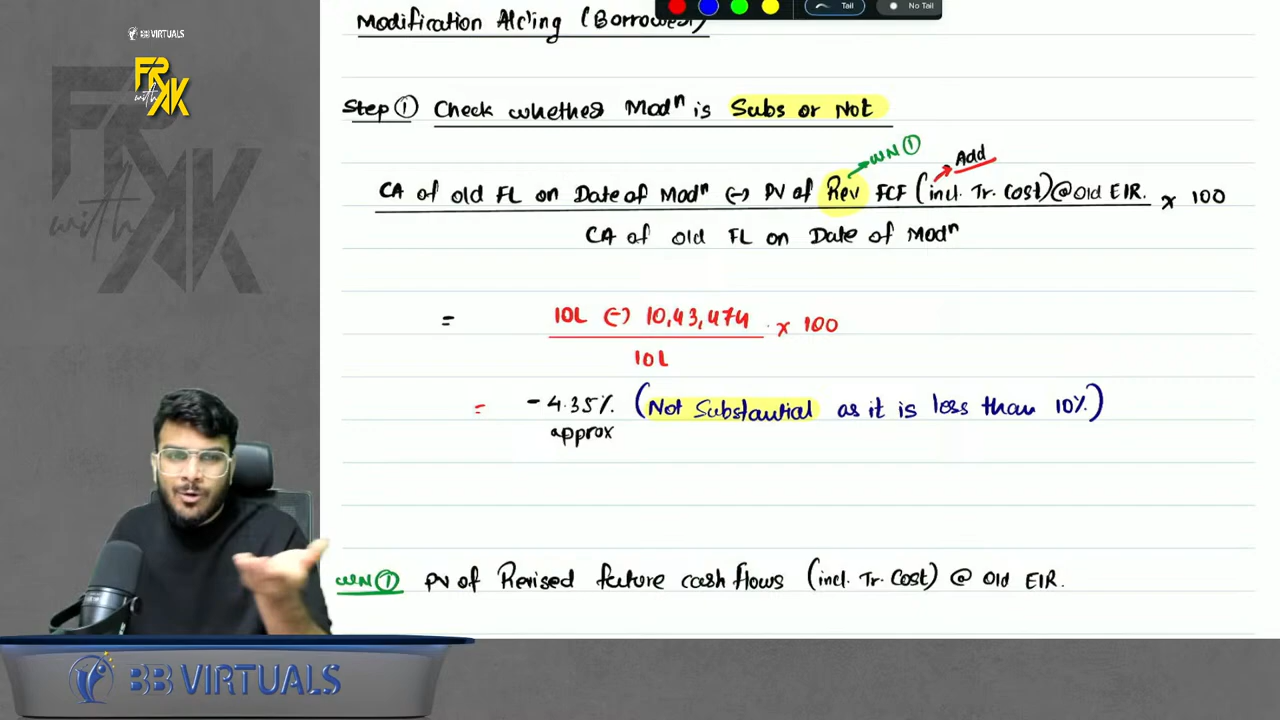 Tail
No Tail
Modification Alc'ing (Borrower)
BB VIRTUALS
FR
with
AK
Step ① Check whether Modⁿ is Subs or Not
WN ①
Add
CA of old FL on Date of Modⁿ (-) PV of Rev FCF (incl. Tr. Cost) @ Old EIR. x 100
CA of old FL on Date of Modⁿ
= 10L (-) 10,43,474 x 100
10L
= - 4.35% (Not Substantial as it is less than 10%)
approx
WN ① PV of Revised future cash flows (incl. Tr. Cost) @ Old EIR.
BB VIRTUALS